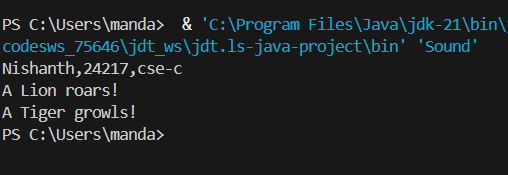 PS C:\Users\manda>  & 'C:\Program Files\Java\jdk-21\bin\
codesws_75646\jdt_ws\jdt.ls-java-project\bin' 'Sound'
Nishanth,24217,cse-c
A Lion roars!
A Tiger growls!
PS C:\Users\manda>